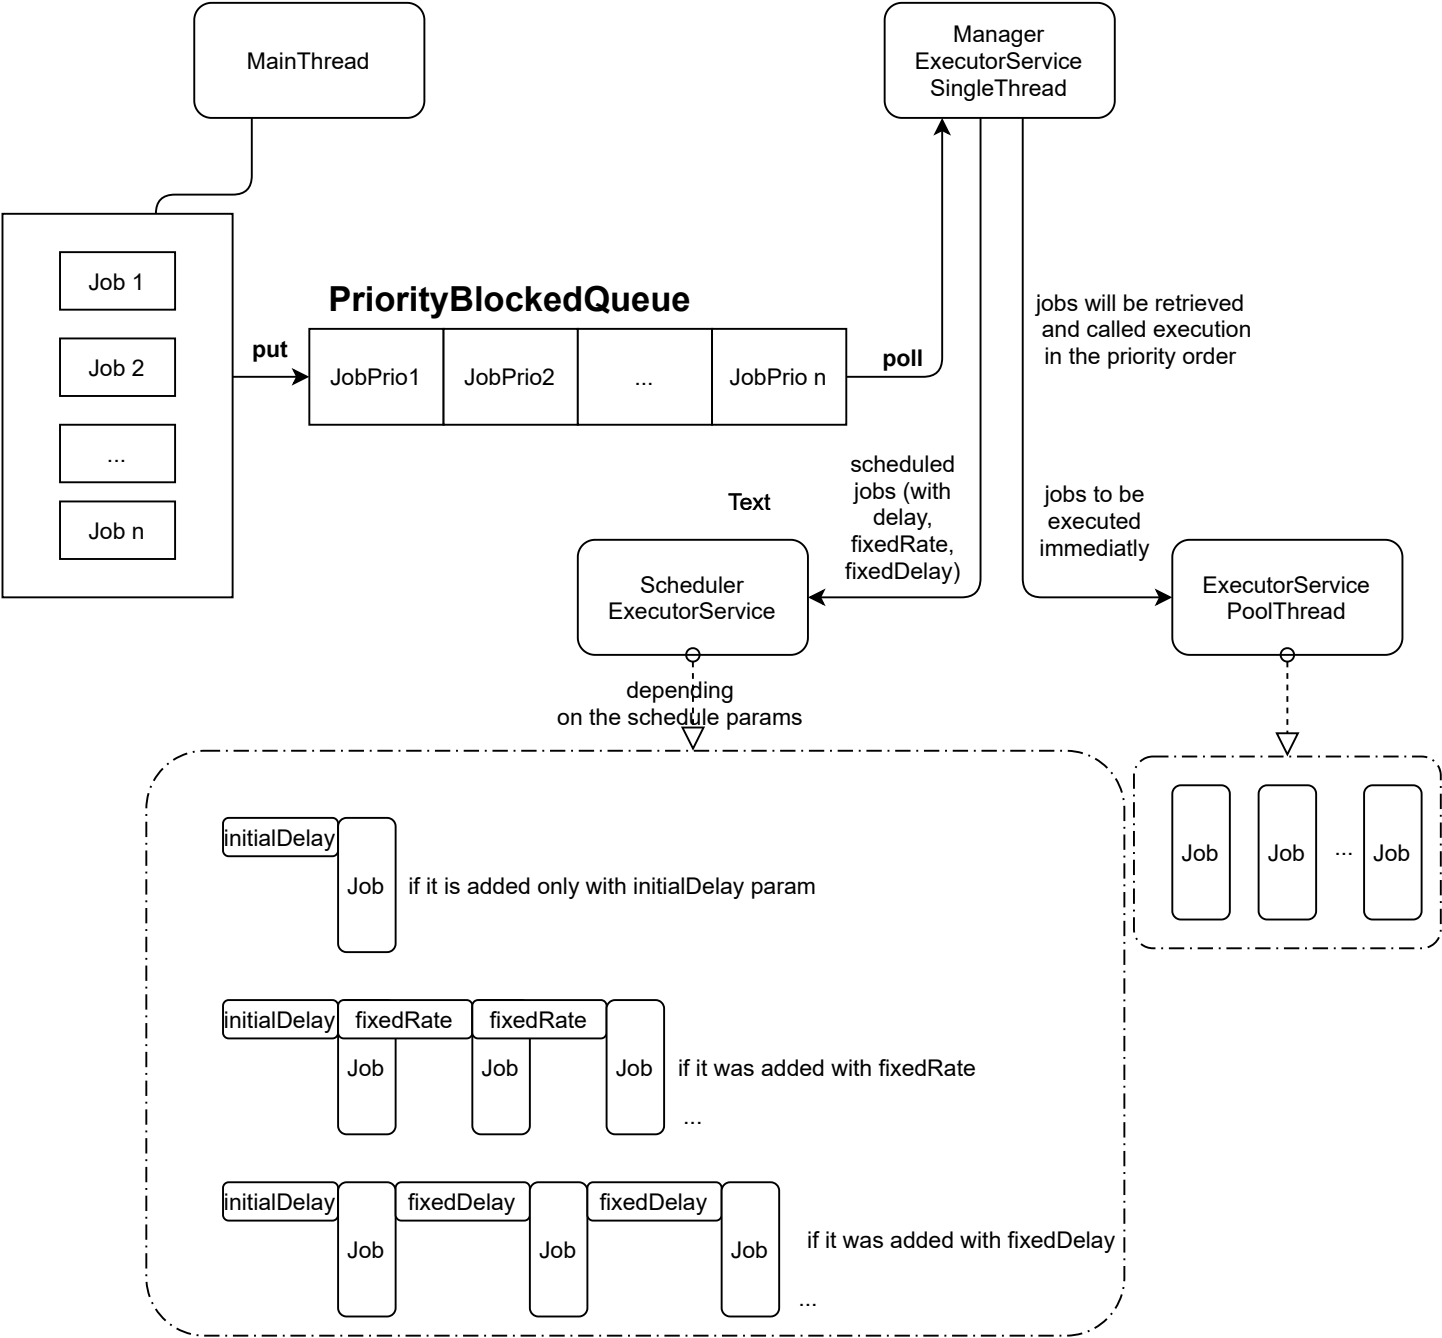 MainThread
Manager
ExecutorService
SingleThread
Job 1
Job 2
...
Job n
put
PriorityBlockedQueue
JobPrio1
JobPrio2
...
JobPrio n
poll
jobs will be retrieved
and called execution
in the priority order
Text
scheduled
jobs (with
delay,
fixedRate,
fixedDelay)
jobs to be
executed
immediatly
Scheduler
ExecutorService
ExecutorService
PoolThread
depending
on the schedule params
initialDelay
Job
if it is added only with initialDelay param
Job
Job
...
Job
initialDelay
fixedRate
fixedRate
Job
Job
Job
if it was added with fixedRate
...
initialDelay
fixedDelay
fixedDelay
Job
Job
Job
if it was added with fixedDelay
...